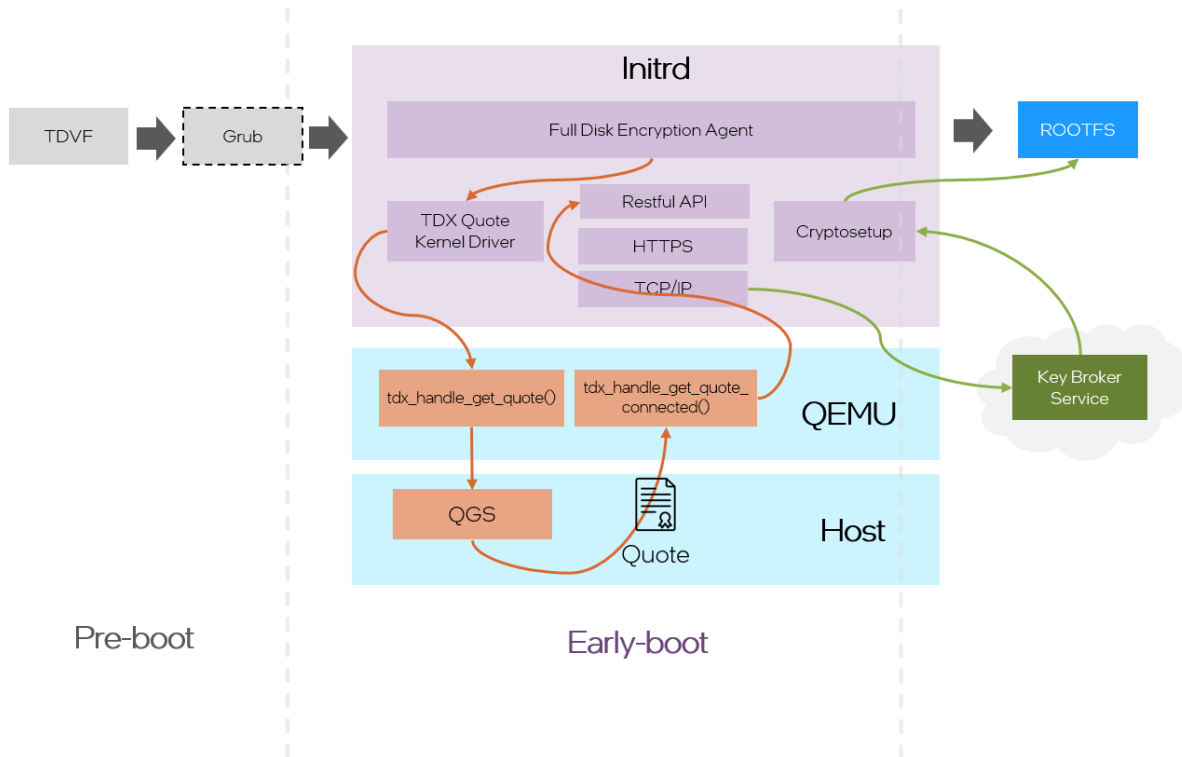 Initrd
TDVF
Grub
Full Disk Encryption Agent
ROOTFS
TDX Quote
Kernel Driver
Restful API
HTTPS
TCP/IP
Cryptosetup
tdx_handle_get_quote()
tdx_handle_get_quote_
connected()
QEMU
Key Broker
Service
QGS
Quote
Host
Pre-boot
Early-boot